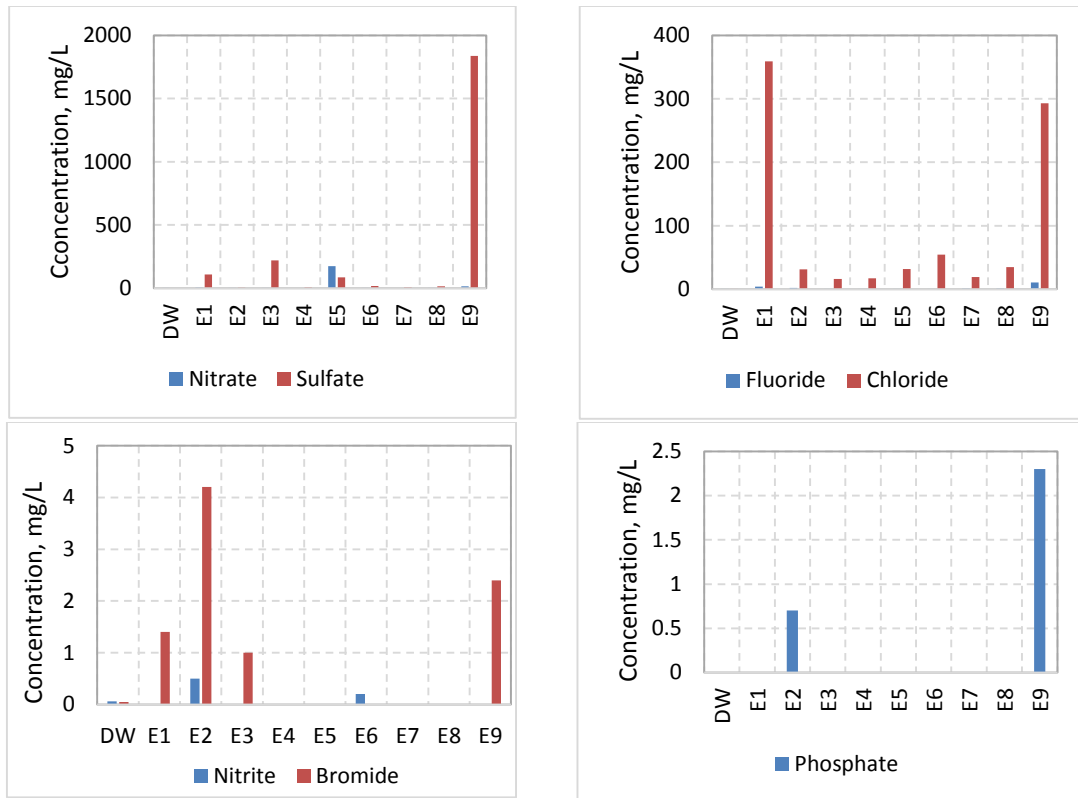 Cconcentration, mg/L
2000
1500
1000
500
0
DW E1 E2 E3 E4 E5 E6 E7 E8 E9
Nitrate Sulfate
Concentration, mg/L
400
300
200
100
0
DW E1 E2 E3 E4 E5 E6 E7 E8 E9
Fluoride Chloride
Concentration, mg/L
5
4
3
2
1
0
DW E1 E2 E3 E4 E5 E6 E7 E8 E9
Nitrite Bromide
Concentration, mg/L
2.5
2
1.5
1
0.5
0
DW E1 E2 E3 E4 E5 E6 E7 E8 E9
Phosphate